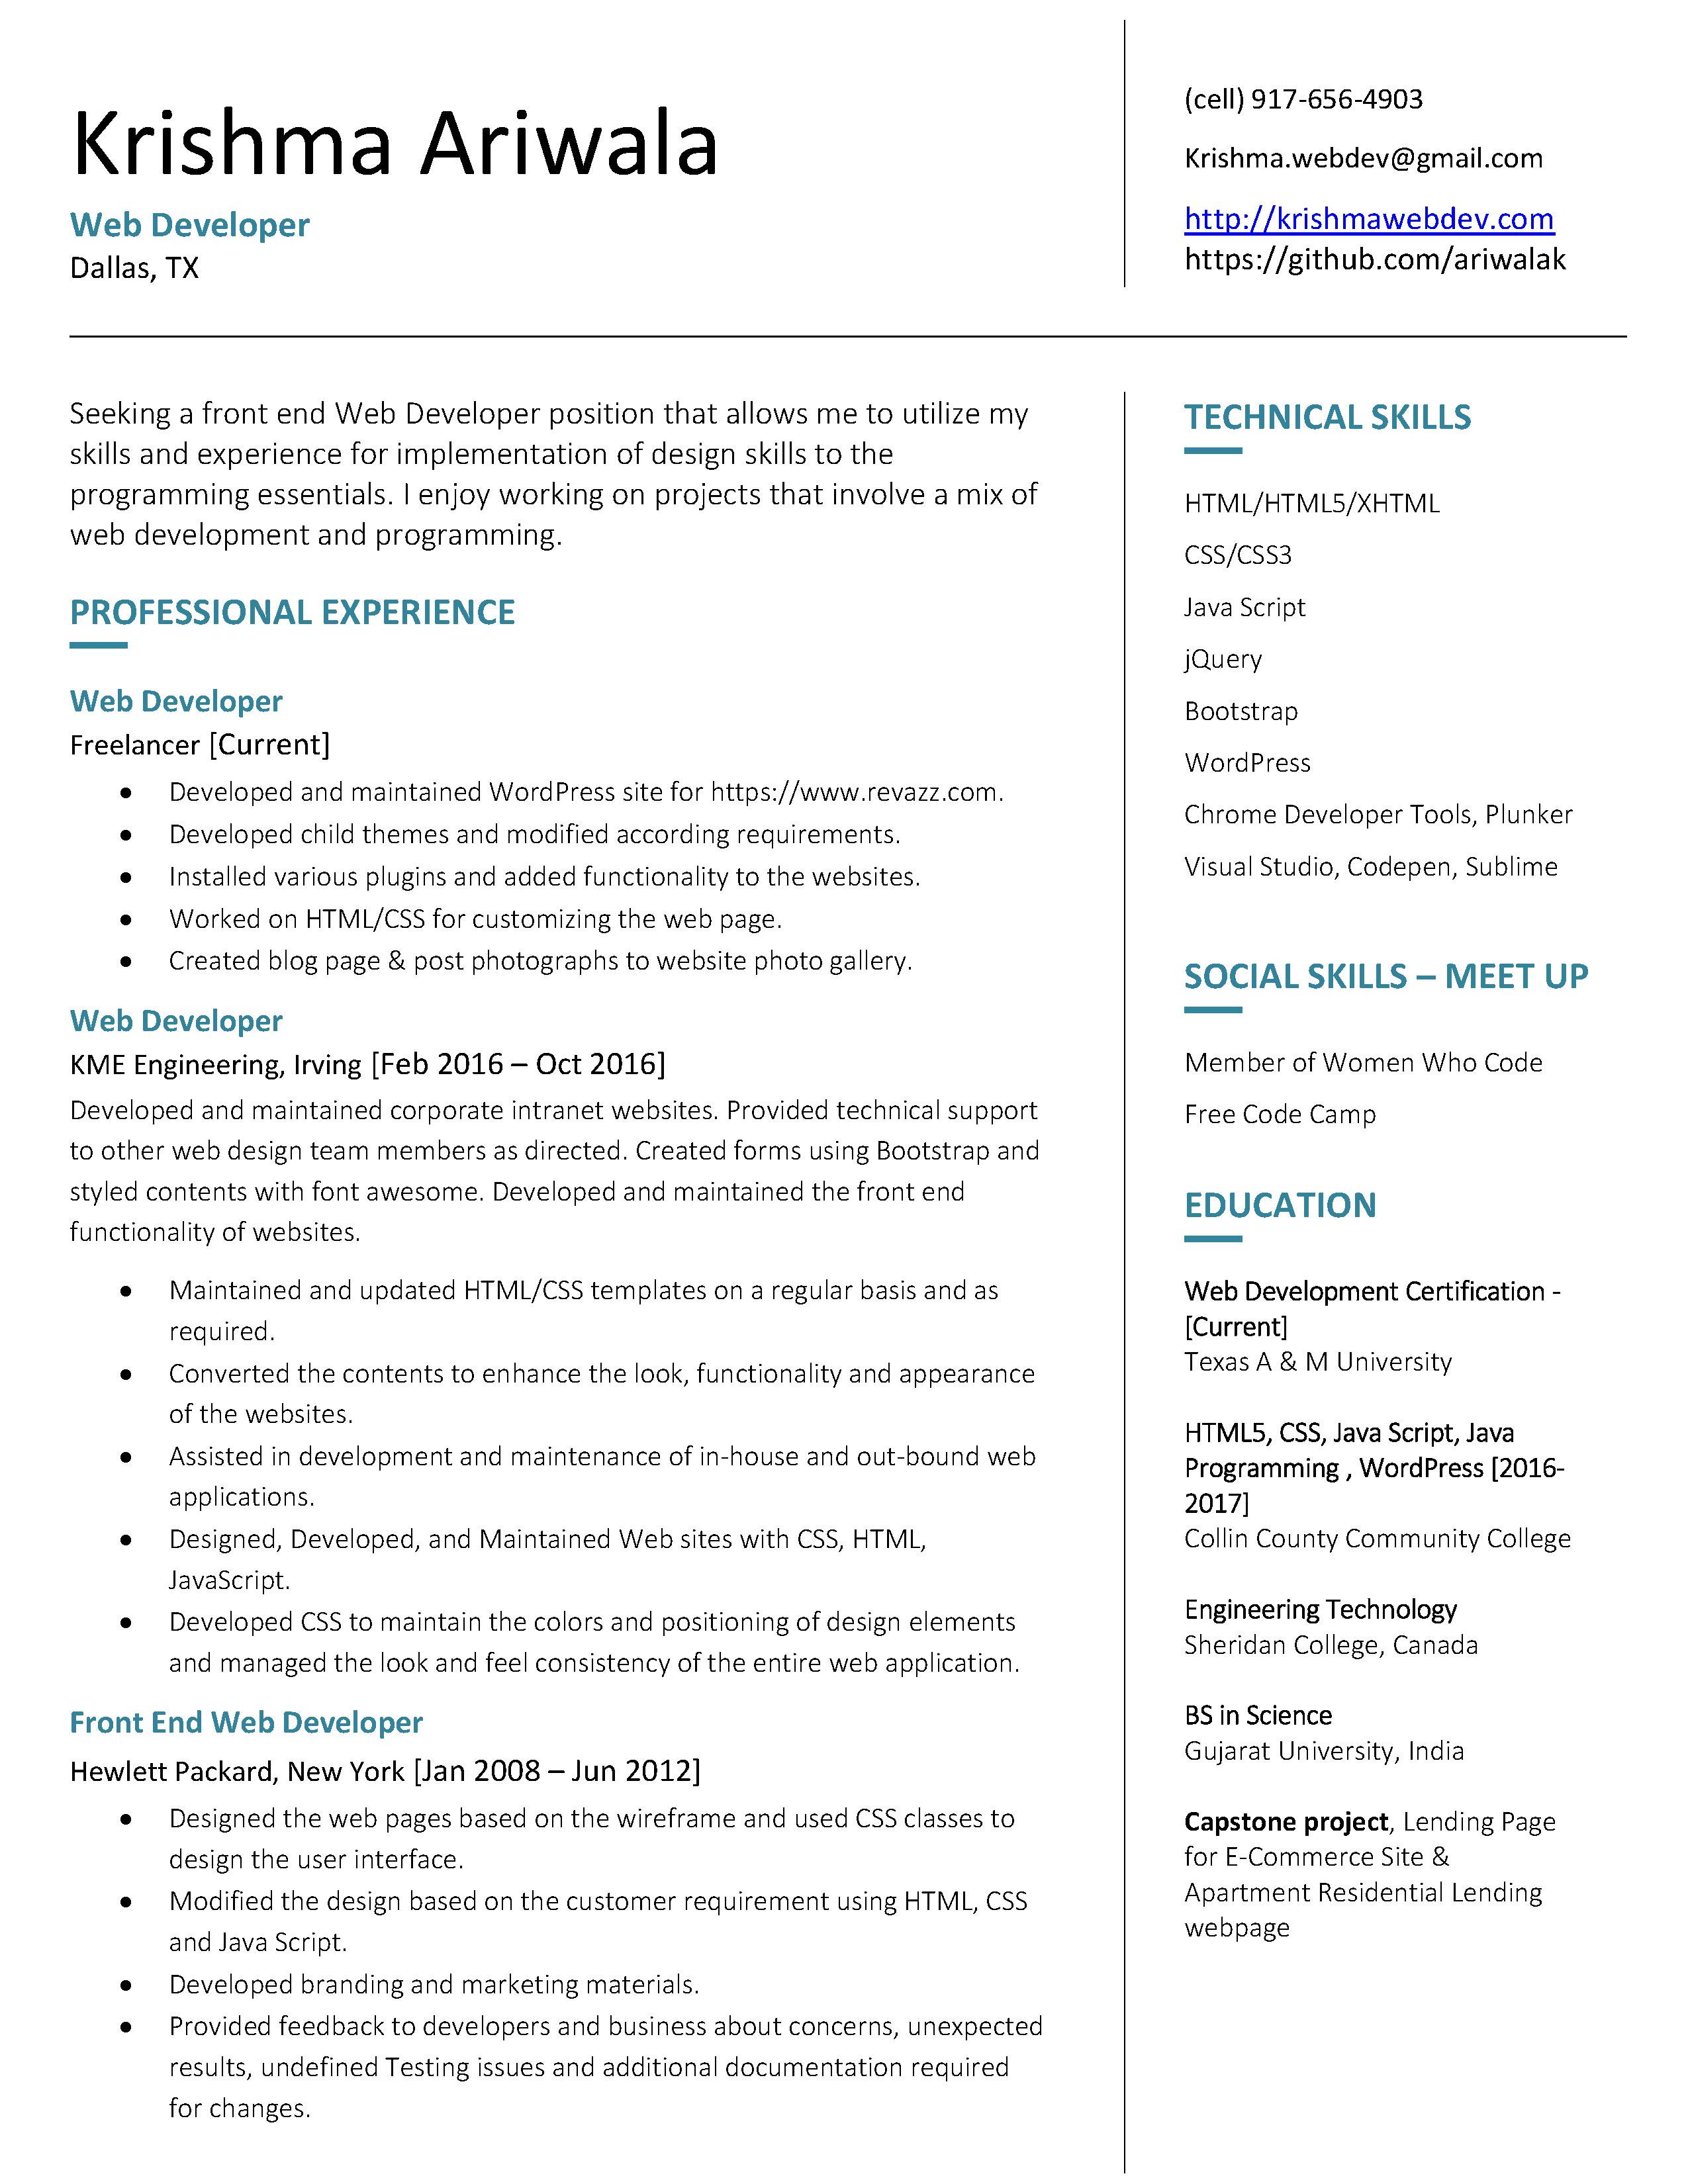 Krishma Ariwala
Web Developer
Dallas, TX
(cell) 917-656-4903
Krishma.webdev@gmail.com
http://krishmawebdev.com
https://github.com/ariwalak
Seeking a front end Web Developer position that allows me to utilize my
skills and experience for implementation of design skills to the
programming essentials. I enjoy working on projects that involve a mix of
web development and programming.
PROFESSIONAL EXPERIENCE
Web Developer
Freelancer [Current]
• Developed and maintained WordPress site for https://www.revazz.com.
• Developed child themes and modified according requirements.
• Installed various plugins and added functionality to the websites.
• Worked on HTML/CSS for customizing the web page.
• Created blog page & post photographs to website photo gallery.
Web Developer
KME Engineering, Irving [Feb 2016 – Oct 2016]
Developed and maintained corporate intranet websites. Provided technical support
to other web design team members as directed. Created forms using Bootstrap and
styled contents with font awesome. Developed and maintained the front end
functionality of websites.
• Maintained and updated HTML/CSS templates on a regular basis and as
required.
• Converted the contents to enhance the look, functionality and appearance
of the websites.
• Assisted in development and maintenance of in-house and out-bound web
applications.
• Designed, Developed, and Maintained Web sites with CSS, HTML,
JavaScript.
• Developed CSS to maintain the colors and positioning of design elements
and managed the look and feel consistency of the entire web application.
Front End Web Developer
Hewlett Packard, New York [Jan 2008 – Jun 2012]
• Designed the web pages based on the wireframe and used CSS classes to
design the user interface.
• Modified the design based on the customer requirement using HTML, CSS
and Java Script.
• Developed branding and marketing materials.
• Provided feedback to developers and business about concerns, unexpected
results, undefined Testing issues and additional documentation required
for changes.
TECHNICAL SKILLS
HTML/HTML5/XHTML
CSS/CSS3
Java Script
jQuery
Bootstrap
WordPress
Chrome Developer Tools, Plunker
Visual Studio, Codepen, Sublime
SOCIAL SKILLS – MEET UP
Member of Women Who Code
Free Code Camp
EDUCATION
Web Development Certification -
[Current]
Texas A & M University
HTML5, CSS, Java Script, Java
Programming , WordPress [2016-
2017]
Collin County Community College
Engineering Technology
Sheridan College, Canada
BS in Science
Gujarat University, India
Capstone project, Lending Page
for E-Commerce Site &
Apartment Residential Lending
webpage